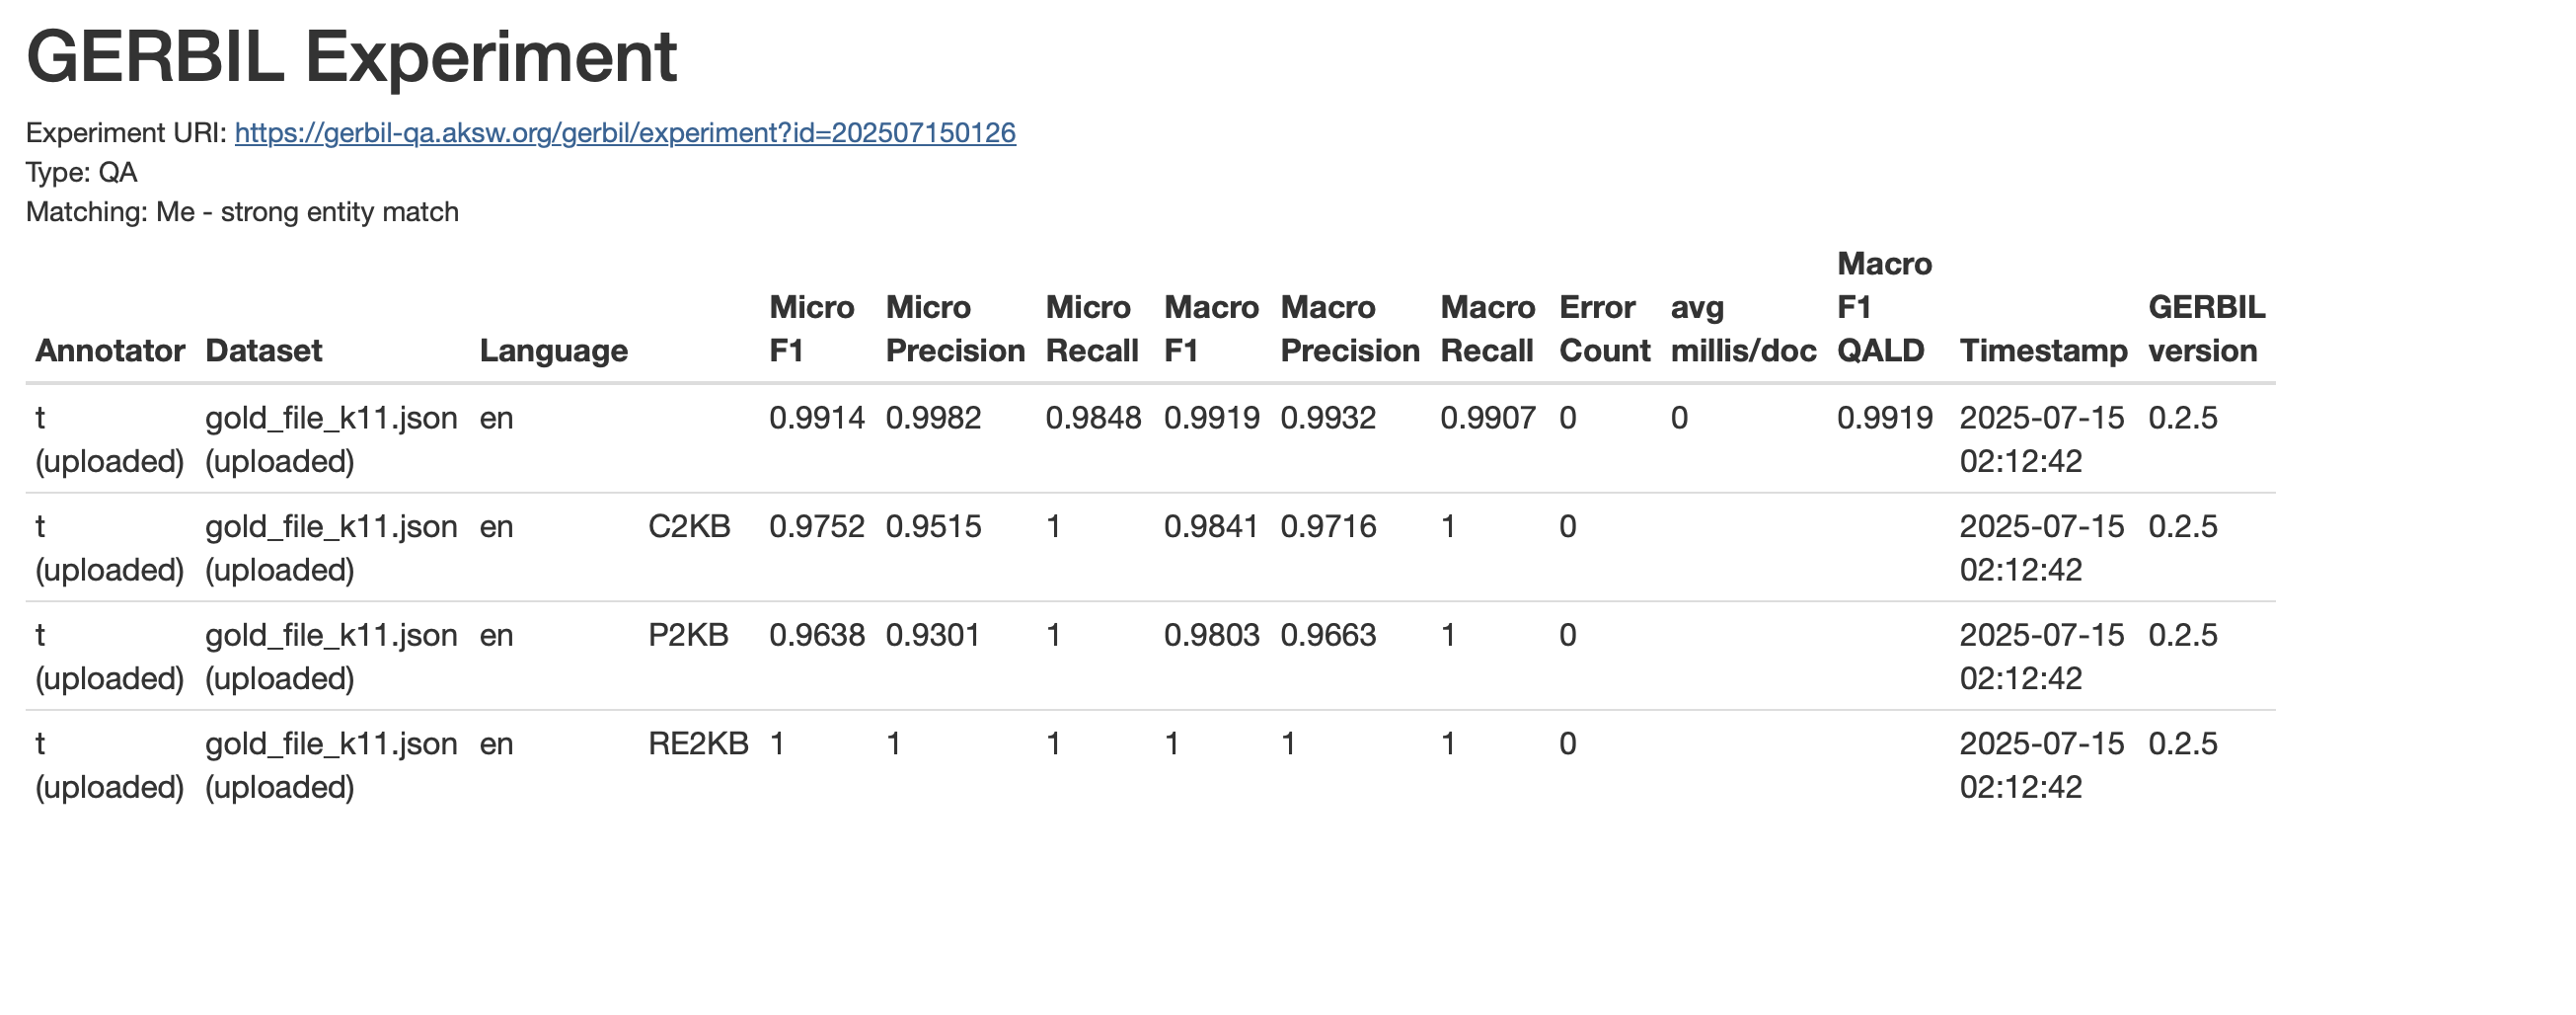 GERBIL Experiment
Experiment URI: https://gerbil-qa.aksw.org/gerbil/experiment?id=202507150126
Type: QA
Matching: Me - strong entity match
Annotator Dataset Language Micro F1 Micro Precision Micro Recall Macro F1 Macro Precision Macro Recall Error Count avg millis/doc Macro F1 QALD Timestamp GERBIL version
t gold_file_k11.json en 0.9914 0.9982 0.9848 0.9919 0.9932 0.9907 0 0 0.9919 2025-07-15 0.2.5
(uploaded) (uploaded) 02:12:42
t gold_file_k11.json en C2KB 0.9752 0.9515 1 0.9841 0.9716 1 0 2025-07-15 0.2.5
(uploaded) (uploaded) 02:12:42
t gold_file_k11.json en P2KB 0.9638 0.9301 1 0.9803 0.9663 1 0 2025-07-15 0.2.5
(uploaded) (uploaded) 02:12:42
t gold_file_k11.json en RE2KB 1 1 1 1 1 1 0 2025-07-15 0.2.5
(uploaded) (uploaded) 02:12:42